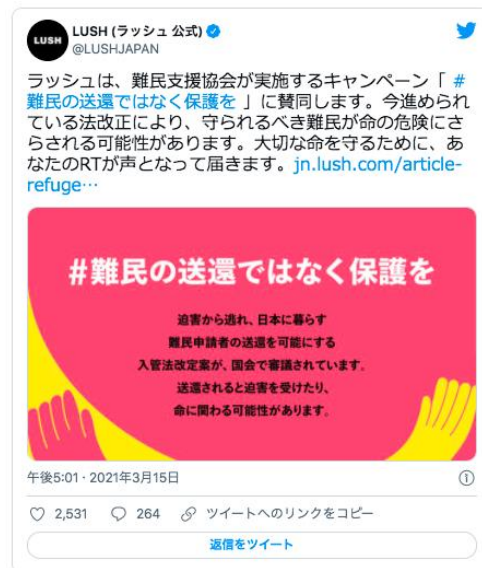 LUSH
LUSH (ラッシュ 公式)
@LUSHJAPAN
ラッシュは、難民支援協会が実施するキャンペーン「 #
難民の送還ではなく保護を 」に賛同します。今進められ
ている法改正により、守られるべき難民が命の危険にさ
らされる可能性があります。大切な命を守るために、あ
なたのRTが声となって届きます。jn.lush.com/article-
refuge…
#難民の送還ではなく保護を
迫害から逃れ、日本に暮らす
難民申請者の送還を可能にする
入管法改定案が、国会で審議されています。
送還されると迫害を受けたり、
命に関わる可能性があります。
午後5:01 · 2021年3月15日
2,531 264 ツイートへのリンクをコピー
返信をツイート